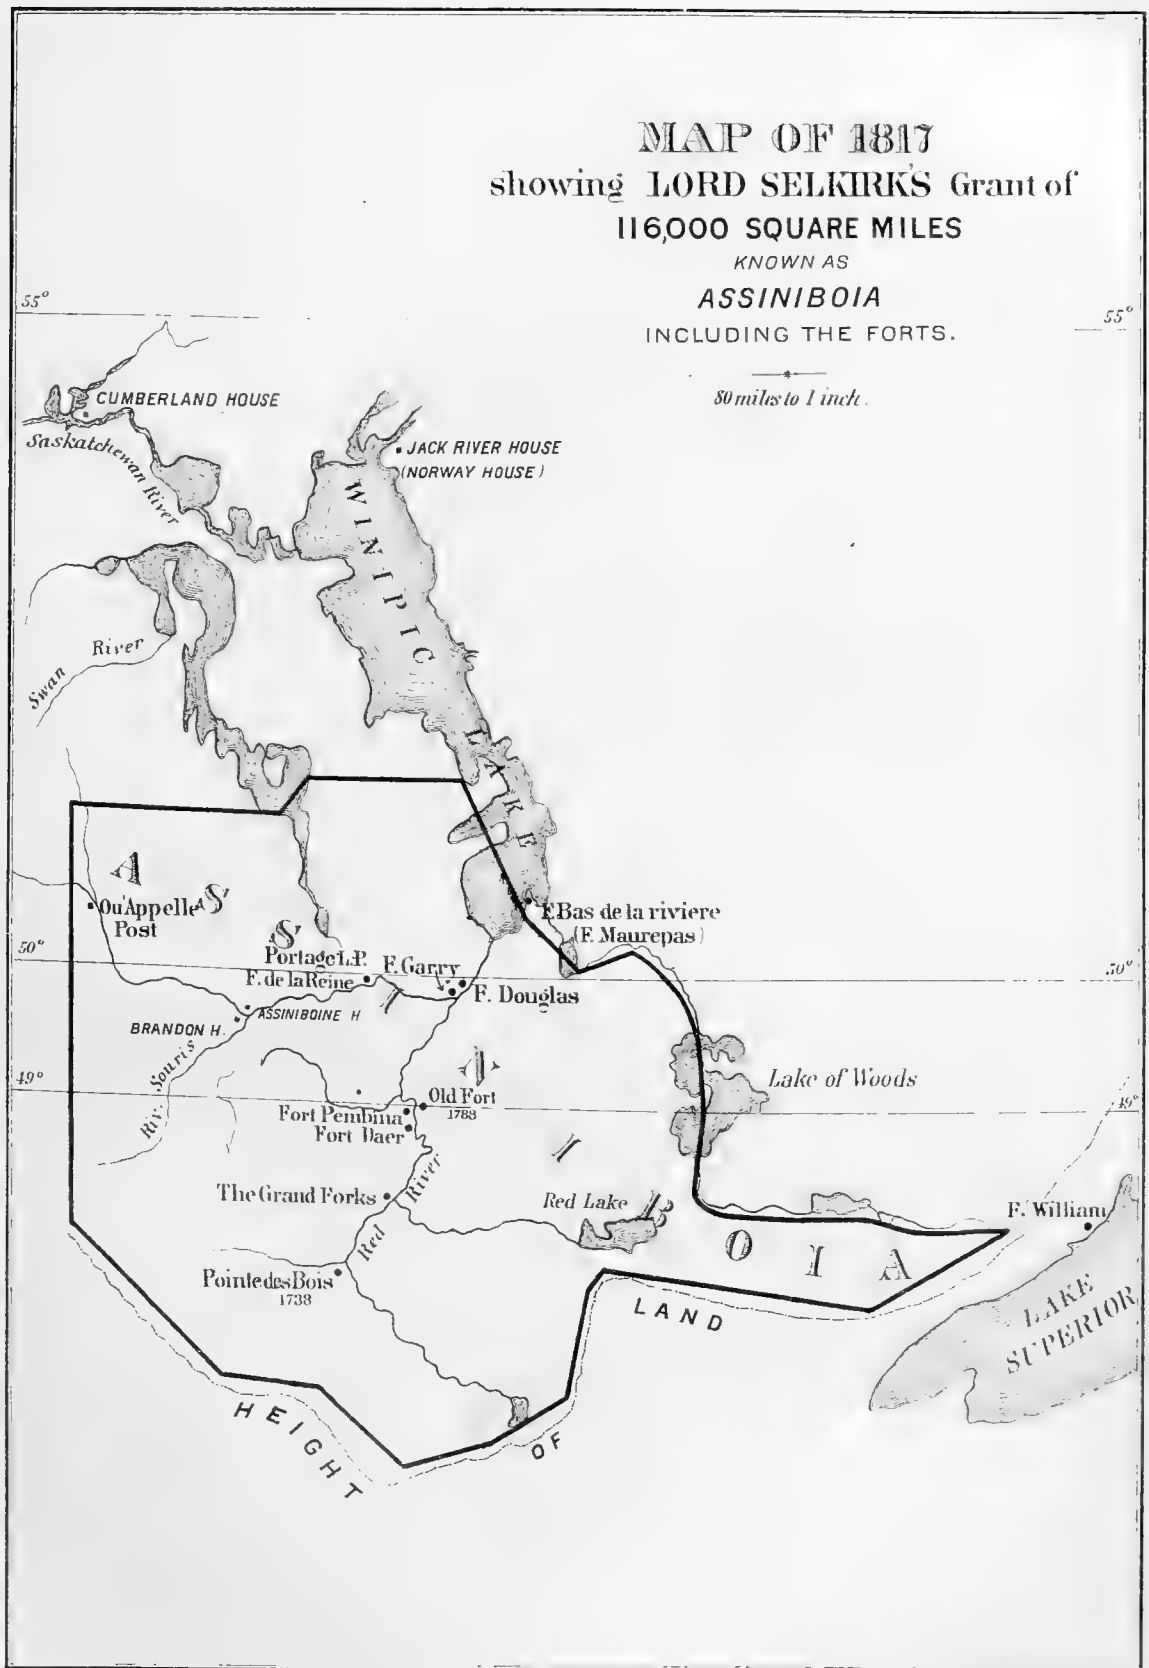 MAP OF 1817
showing LORD SELKIRK'S Grant of
116,000 SQUARE MILES
KNOWN AS
ASSINIBOIA
INCLUDING THE FORTS.
80 miles to 1 inch.
55°
55°
CUMBERLAND HOUSE
Saskatchewan River
JACK RIVER HOUSE
(NORWAY HOUSE)
WINIPIC LAKE
Swan River
ASSINIBOIA
Qu'Appelle
Post
F. Bas de la riviere
(F. Maurepas)
50°
50°
Portage L.P.
F. de la Reine
F. Garry
F. Douglas
ASSINIBOINE H
BRANDON H.
Riv. Souris
Lake of Woods
49°
49°
Old Fort
1788
Fort Pembina
Fort Daer
The Grand Forks
Red River
Red Lake
F. William
Pointe des Bois
1738
LAKE
SUPERIOR
HEIGHT OF LAND